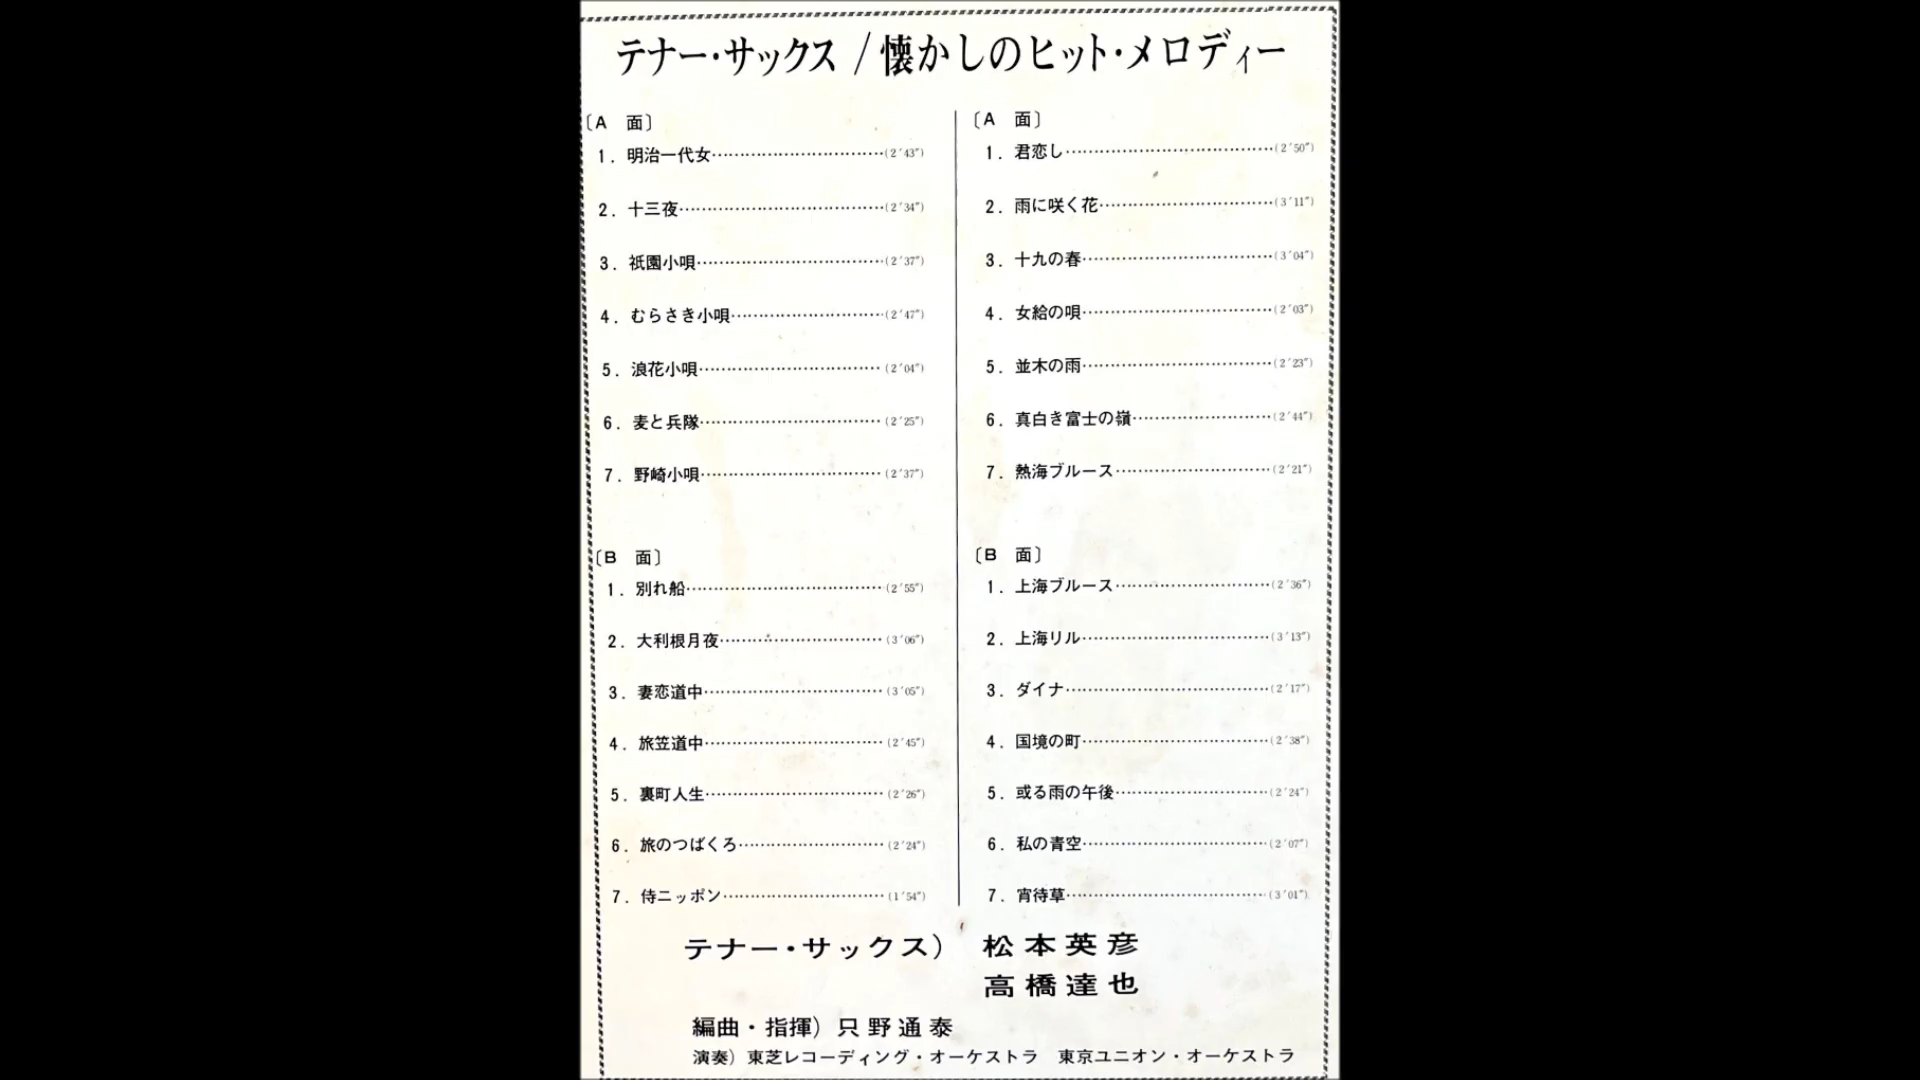 テナー・サックス / 懐かしのヒット・メロディー
〔A 面〕
1. 明治一代女…………………………(2′43″)
2. 十三夜…………………………(2′34″)
3. 祇園小唄…………………………(2′37″)
4. むらさき小唄…………………………(2′47″)
5. 浪花小唄…………………………(2′04″)
6. 麦と兵隊…………………………(2′25″)
7. 野崎小唄…………………………(2′37″)
〔B 面〕
1. 別れ船…………………………(2′55″)
2. 大利根月夜…………………………(3′06″)
3. 妻恋道中…………………………(3′05″)
4. 旅笠道中…………………………(2′45″)
5. 裏町人生…………………………(2′26″)
6. 旅のつばくろ…………………………(2′24″)
7. 侍ニッポン…………………………(1′54″)
〔A 面〕
1. 君恋し…………………………(2′50″)
2. 雨に咲く花…………………………(3′11″)
3. 十九の春…………………………(3′04″)
4. 女給の唄…………………………(2′03″)
5. 並木の雨…………………………(2′23″)
6. 真白き富士の嶺…………………………(2′44″)
7. 熱海ブルース…………………………(2′21″)
〔B 面〕
1. 上海ブルース…………………………(2′36″)
2. 上海リル…………………………(3′13″)
3. ダイナ…………………………(2′17″)
4. 国境の町…………………………(2′38″)
5. 或る雨の午後…………………………(2′24″)
6. 私の青空…………………………(2′07″)
7. 宵待草…………………………(3′01″)
テナー・サックス) 松本英彦
高橋達也
編曲・指揮) 只野通泰
演奏) 東芝レコーディング・オーケストラ 東京ユニオン・オーケストラ